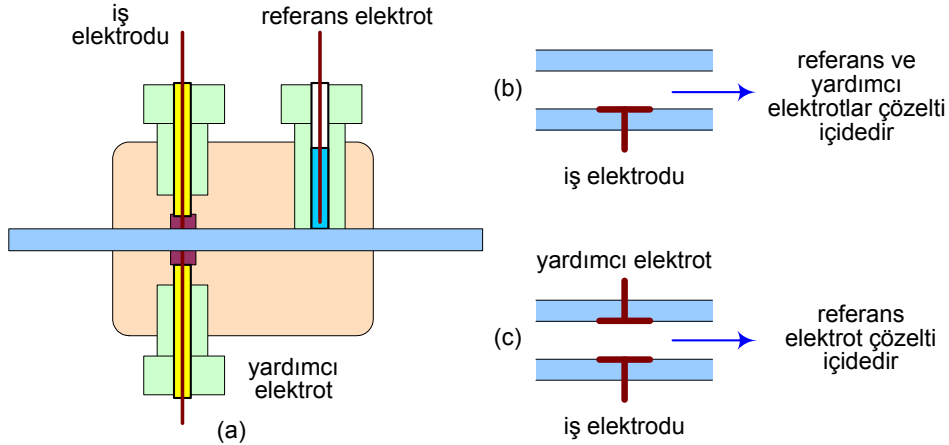 iş
elektrodu
referans elektrot
yardımcı
elektrot
(a)
(b)
referans ve
yardımcı
elektrotlar çözelti
içidedir
iş elektrodu
yardımcı elektrot
(c)
referans
elektrot çözelti
içidedir
iş elektrodu